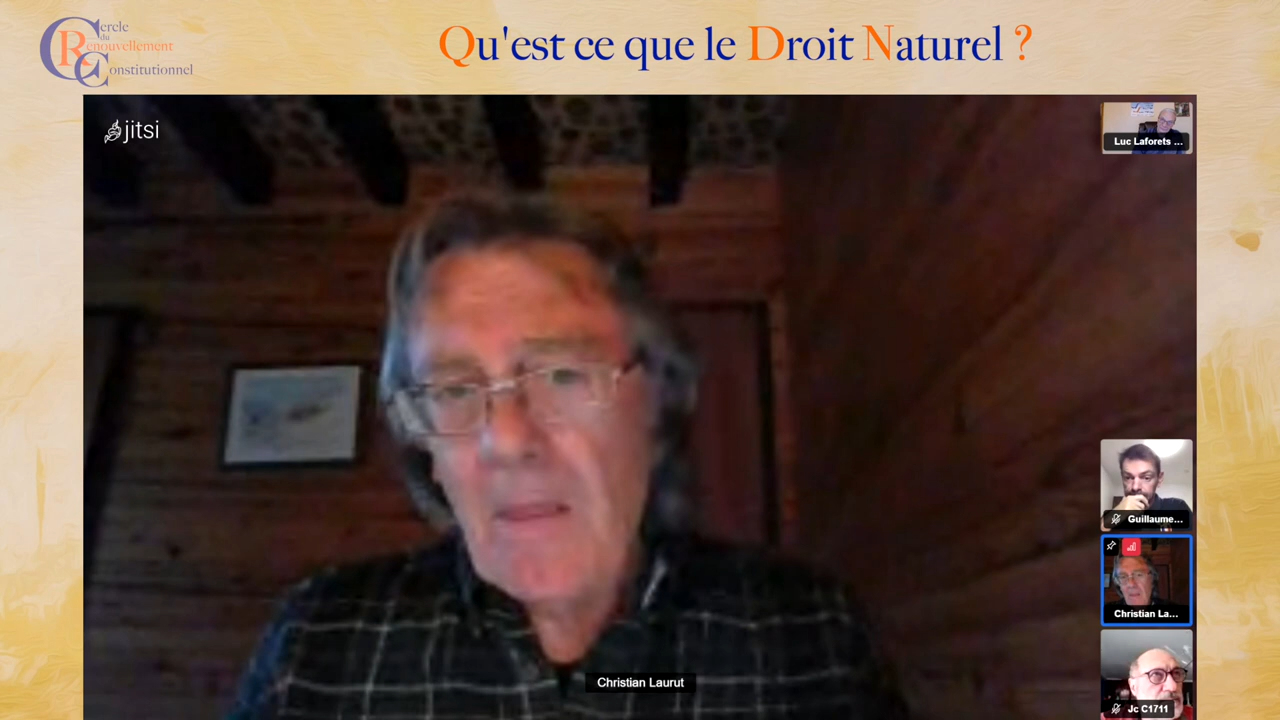 Cercle
du
Renouvellement
Constitutionnel
Qu'est ce que le Droit Naturel ?
jitsi
Luc Laforets ...
Guillaume...
Christian La...
Christian Laurut
Jc C1711